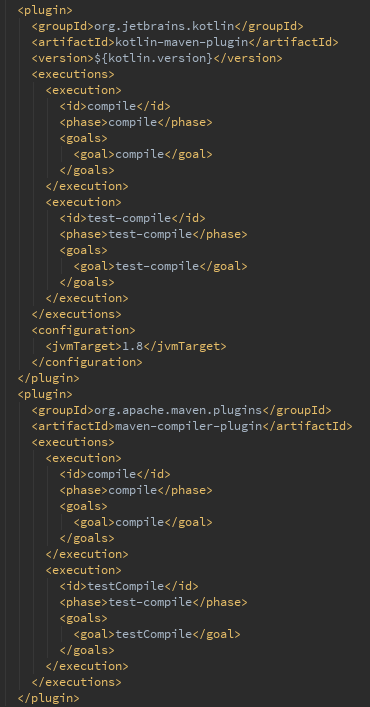 <plugin>
<groupId>org.jetbrains.kotlin</groupId>
<artifactId>kotlin-maven-plugin</artifactId>
<version>${kotlin.version}</version>
<executions>
<execution>
<id>compile</id>
<phase>compile</phase>
<goals>
<goal>compile</goal>
</goals>
</execution>
<execution>
<id>test-compile</id>
<phase>test-compile</phase>
<goals>
<goal>test-compile</goal>
</goals>
</execution>
</executions>
<configuration>
<jvmTarget>1.8</jvmTarget>
</configuration>
</plugin>
<plugin>
<groupId>org.apache.maven.plugins</groupId>
<artifactId>maven-compiler-plugin</artifactId>
<executions>
<execution>
<id>compile</id>
<phase>compile</phase>
<goals>
<goal>compile</goal>
</goals>
</execution>
<execution>
<id>testCompile</id>
<phase>test-compile</phase>
<goals>
<goal>testCompile</goal>
</goals>
</execution>
</executions>
</plugin>